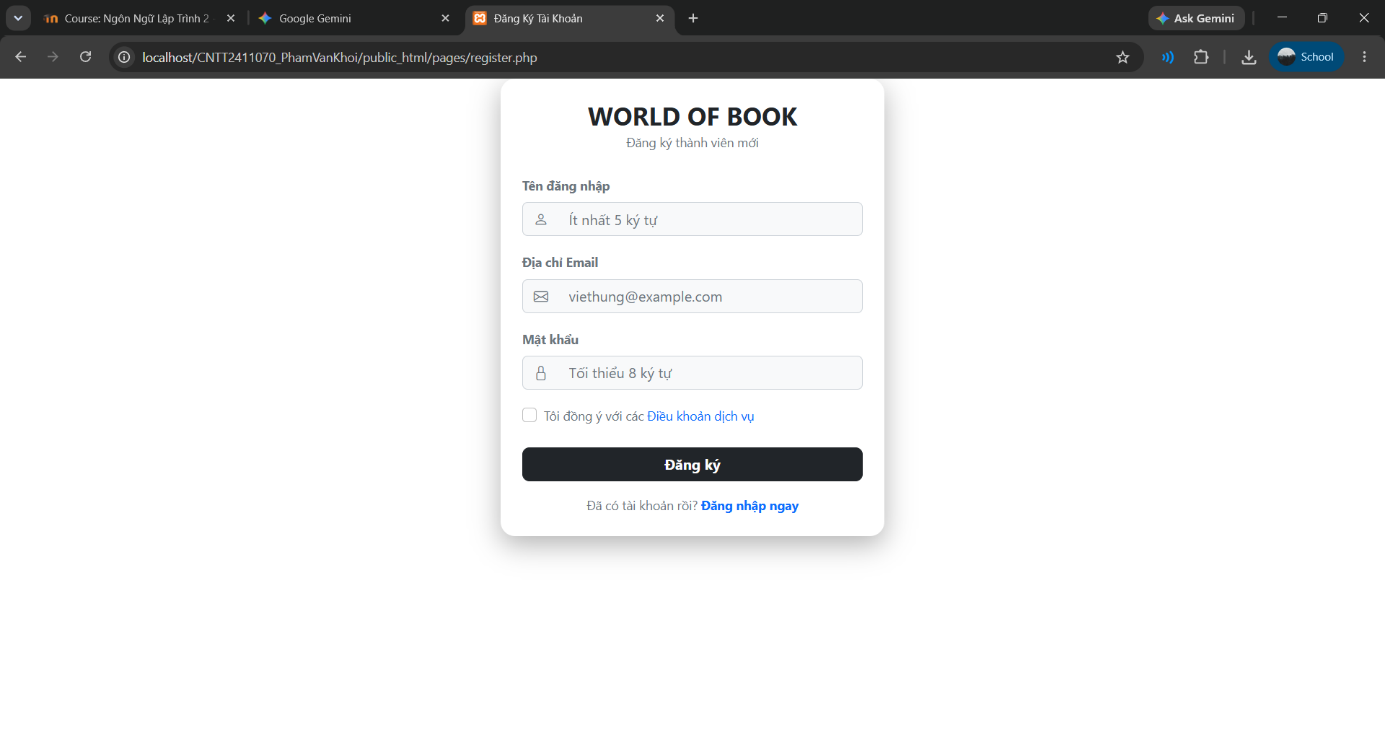 Course: Ngôn Ngữ Lập Trình 2
Google Gemini
Đăng Ký Tài Khoản
Ask Gemini
localhost/CNTT2411070_PhamVanKhoi/public_html/pages/register.php
School
WORLD OF BOOK
Đăng ký thành viên mới
Tên đăng nhập
Ít nhất 5 ký tự
Địa chỉ Email
viethung@example.com
Mật khẩu
Tối thiểu 8 ký tự
Tôi đồng ý với các Điều khoản dịch vụ
Đăng ký
Đã có tài khoản rồi? Đăng nhập ngay